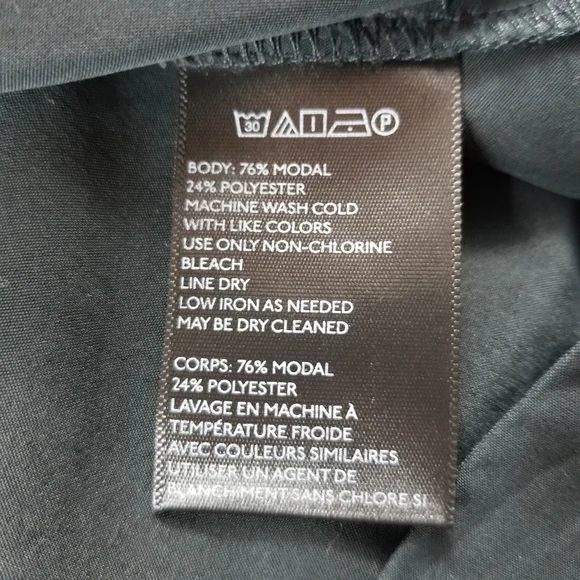 30 P
BODY: 76% MODAL
24% POLYESTER
MACHINE WASH COLD
WITH LIKE COLORS
USE ONLY NON-CHLORINE
BLEACH
LINE DRY
LOW IRON AS NEEDED
MAY BE DRY CLEANED
CORPS: 76% MODAL
24% POLYESTER
LAVAGE EN MACHINE À
TEMPÉRATURE FROIDE
AVEC COULEURS SIMILAIRES
UTILISER UN AGENT DE
BLANCHIMENT SANS CHLORE SI